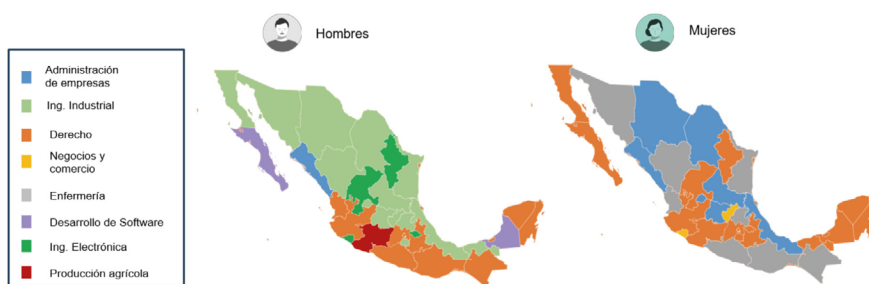 Hombres
Mujeres
Administración
de empresas
Ing. Industrial
Derecho
Negocios y
comercio
Enfermería
Desarrollo de Software
Ing. Electrónica
Producción agrícola